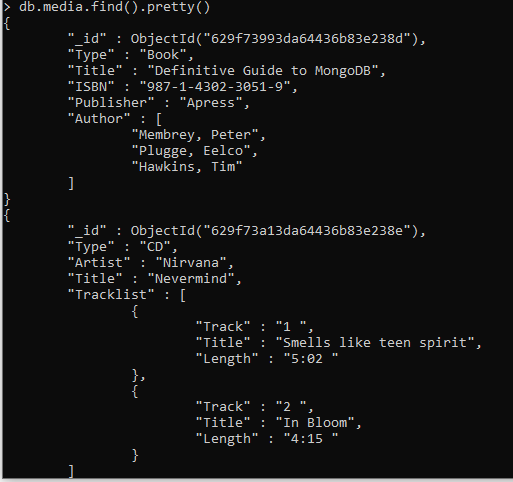 > db.media.find().pretty()
{
        "_id" : ObjectId("629f73993da64436b83e238d"),
        "Type" : "Book",
        "Title" : "Definitive Guide to MongoDB",
        "ISBN" : "987-1-4302-3051-9",
        "Publisher" : "Apress",
        "Author" : [
                "Membrey, Peter",
                "Plugge, Eelco",
                "Hawkins, Tim"
        ]
}
{
        "_id" : ObjectId("629f73a13da64436b83e238e"),
        "Type" : "CD",
        "Artist" : "Nirvana",
        "Title" : "Nevermind",
        "Tracklist" : [
                {
                        "Track" : "1 ",
                        "Title" : "Smells like teen spirit",
                        "Length" : "5:02 "
                },
                {
                        "Track" : "2 ",
                        "Title" : "In Bloom",
                        "Length" : "4:15 "
                }
        ]